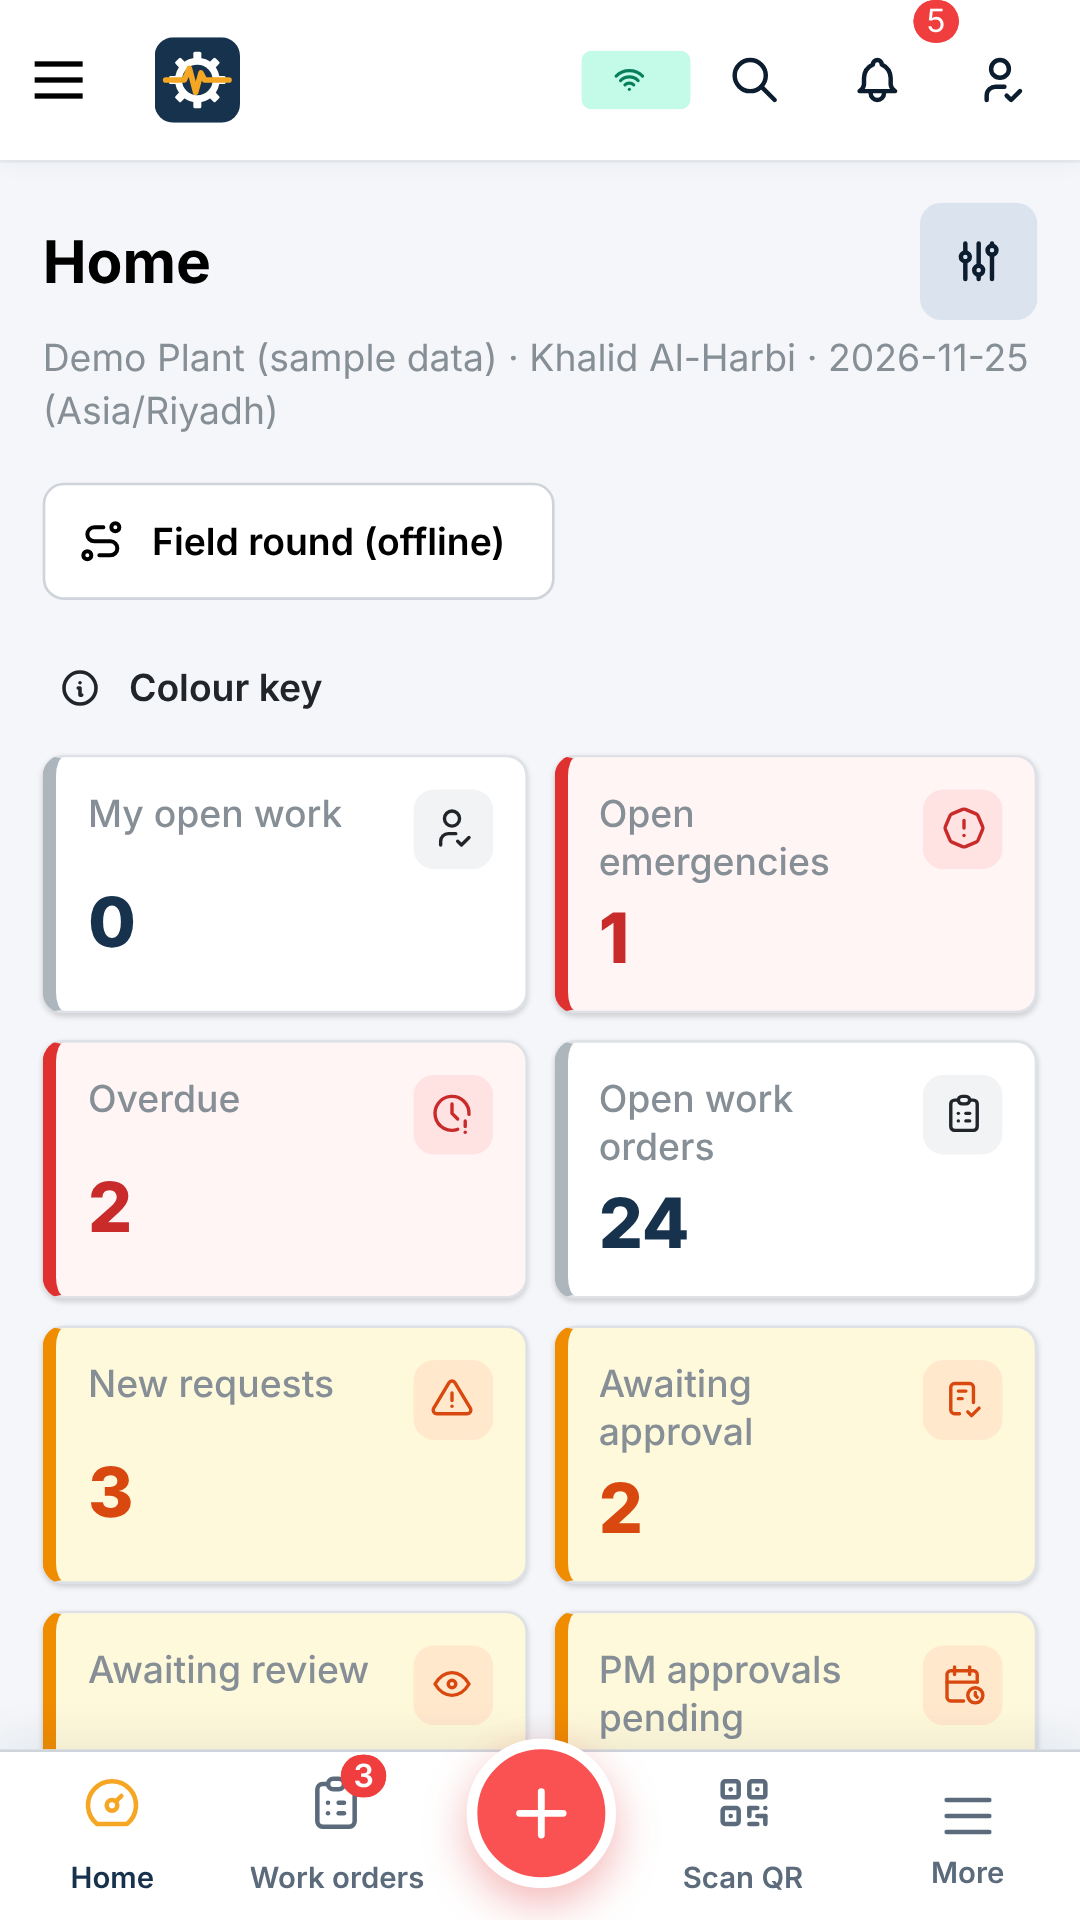 5
Home
Demo Plant (sample data) · Khalid Al-Harbi · 2026-11-25
(Asia/Riyadh)
Field round (offline)
Colour key
My open work
0
Open
emergencies
1
Overdue
2
Open work
orders
24
New requests
3
Awaiting
approval
2
Awaiting review
PM approvals
pending
Home
3
Work orders
Scan QR
More